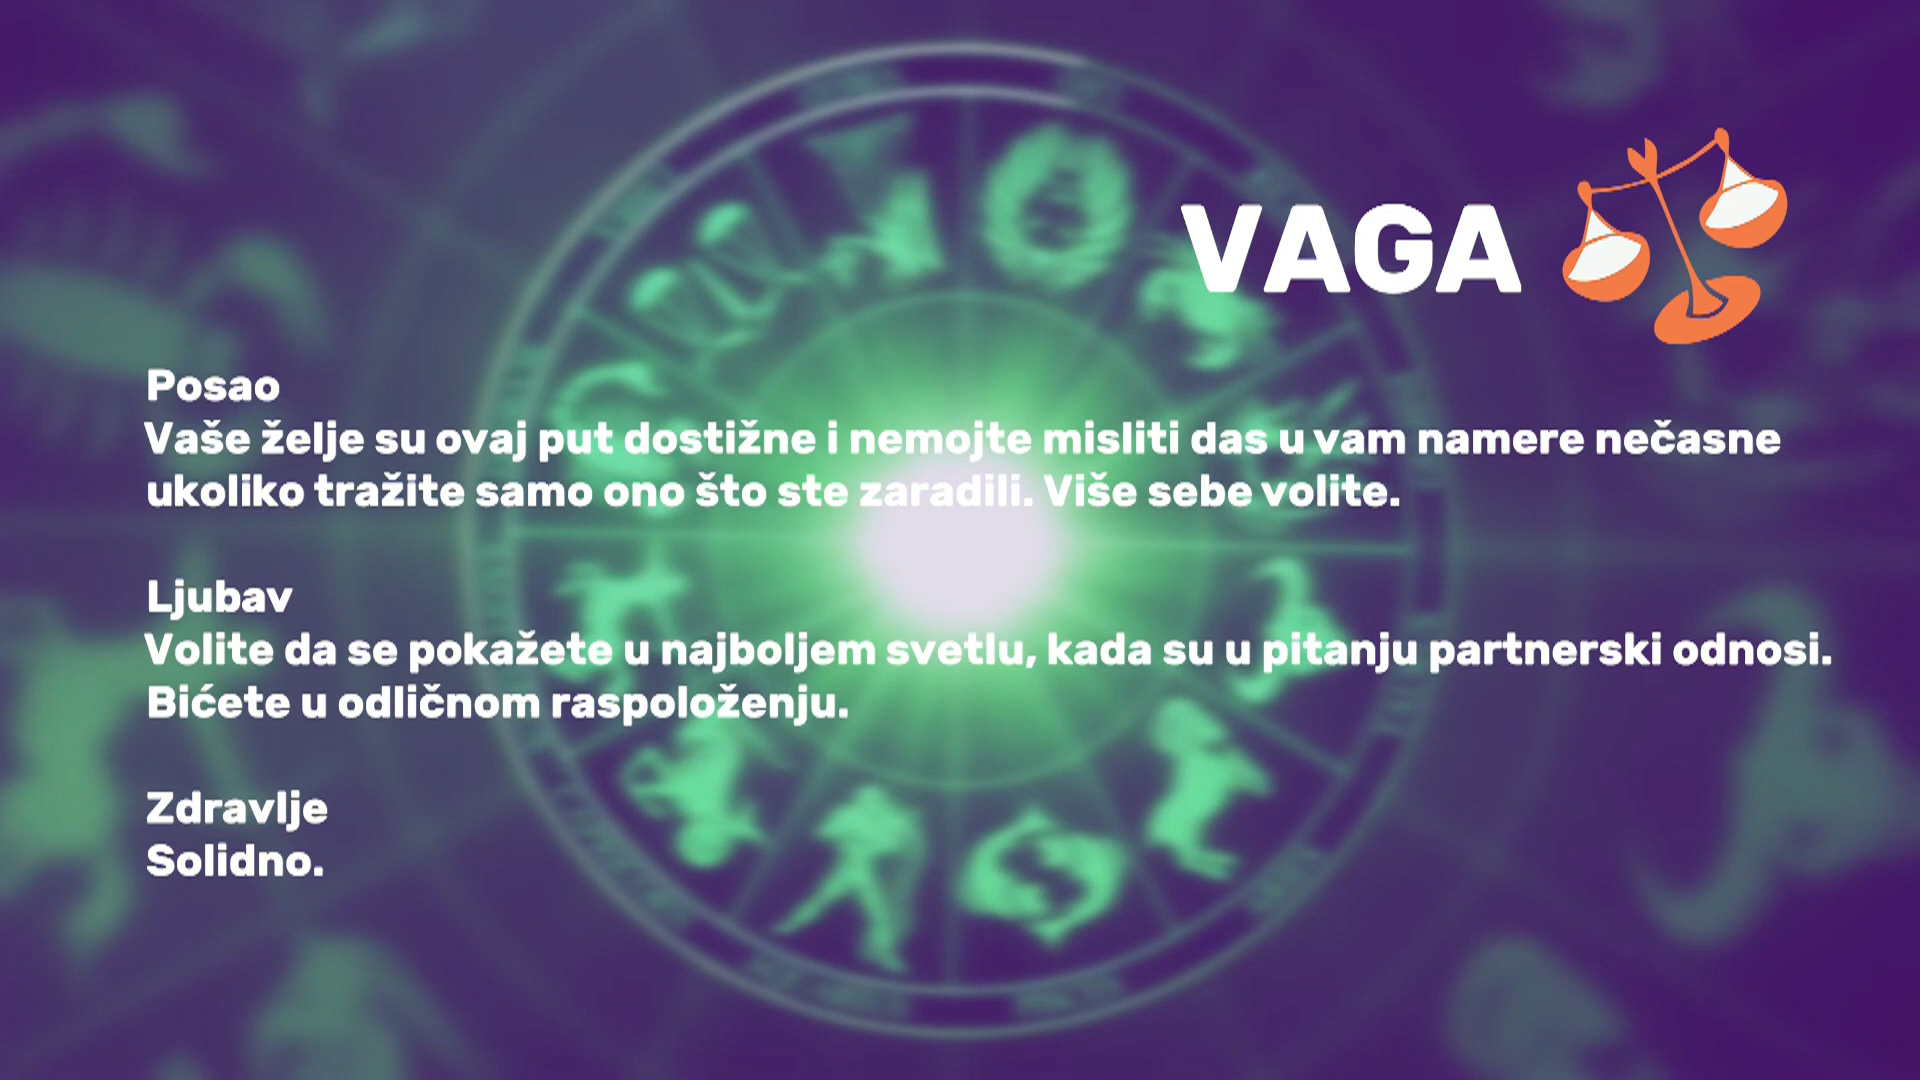 VAGA
Posao
Vaše želje su ovaj put dostižne i nemojte misliti das u vam namere nečasne
ukoliko tražite samo ono što ste zaradili. Više sebe volite.
Ljubav
Volite da se pokažete u najboljem svetlu, kada su u pitanju partnerski odnosi.
Bićete u odličnom raspoloženju.
Zdravlje
Solidno.